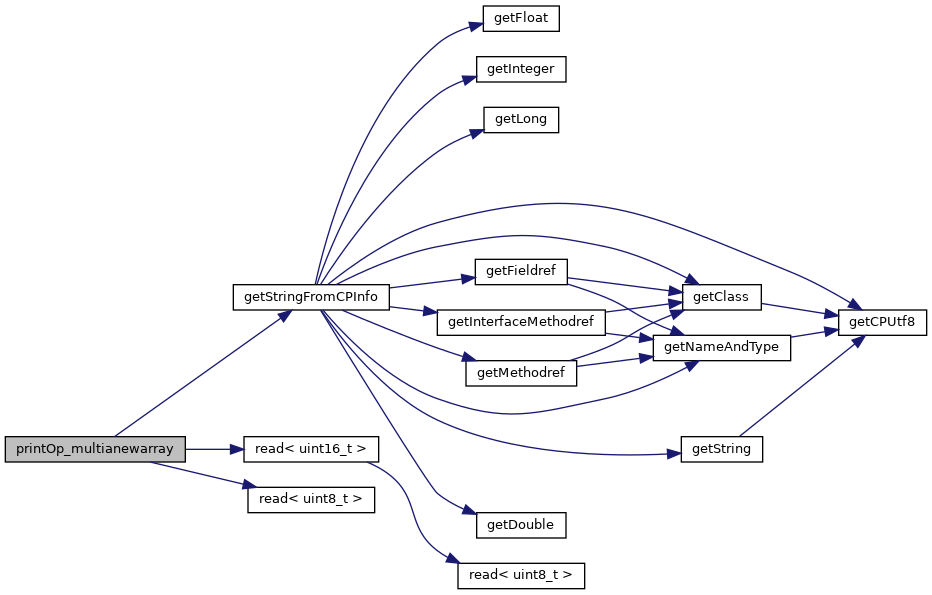 getFloat
getInteger
getLong
getFieldref
getStringFromCPInfo
getClass
getInterfaceMethodref
getCPUtf8
getNameAndType
getMethodref
printOp_multianewarray
read< uint16_t >
getString
read< uint8_t >
getDouble
read< uint8_t >